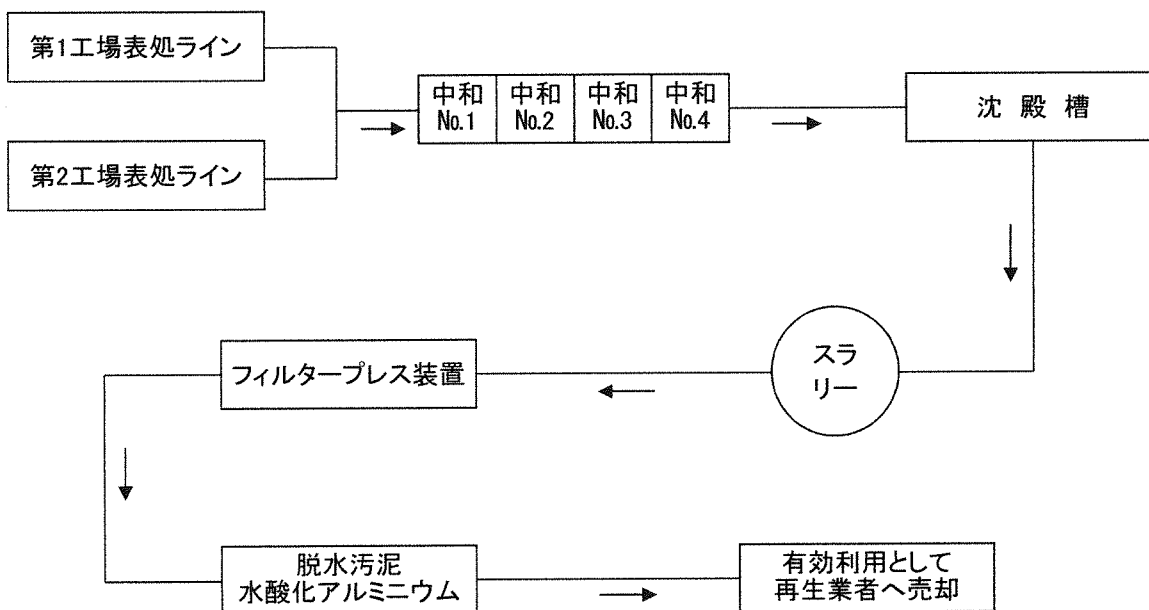 第1工場表処ライン
第2工場表処ライン
中和
No.1
中和
No.2
中和
No.3
中和
No.4
沈殿槽
スラ
リー
フィルタープレス装置
脱水汚泥
水酸化アルミニウム
有効利用として
再生業者へ売却